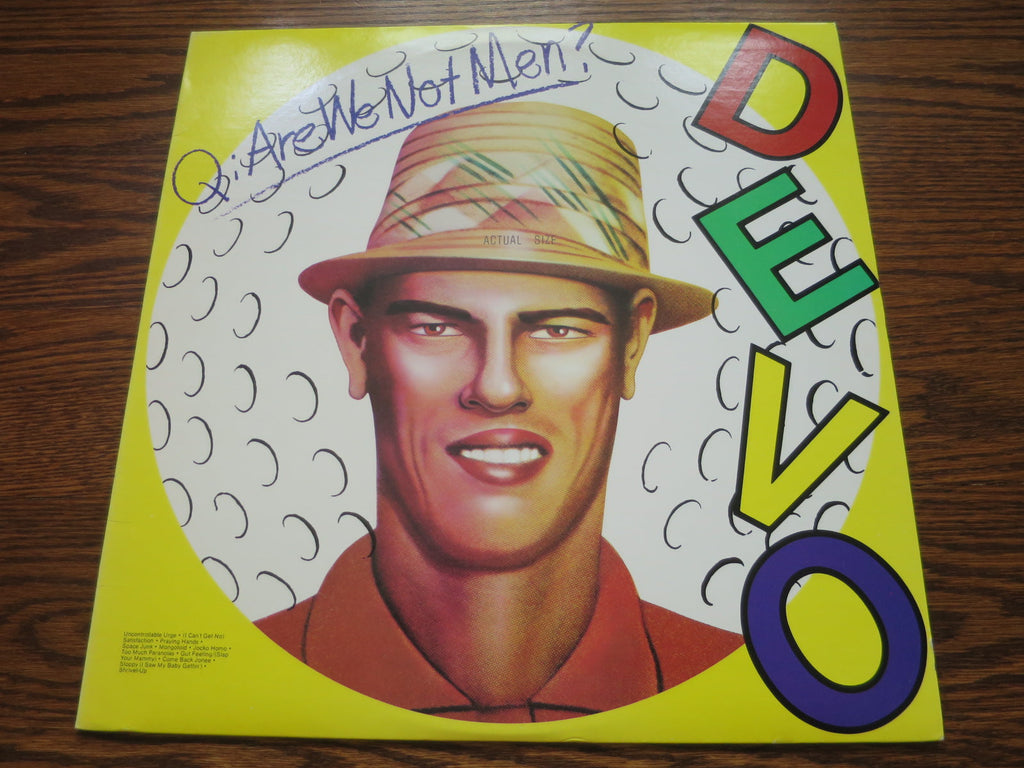 Q: Are We Not Men?
DEVO
ACTUAL SIZE
Uncontrollable Urge • (I Can't Get No)
Satisfaction • Praying Hands •
Space Junk • Mongoloid • Jocko Homo •
Too Much Paranoias • Gut Feeling/(Slap
Your Mammy) • Come Back Jonee •
Sloppy (I Saw My Baby Gettin') •
Shrivel-Up